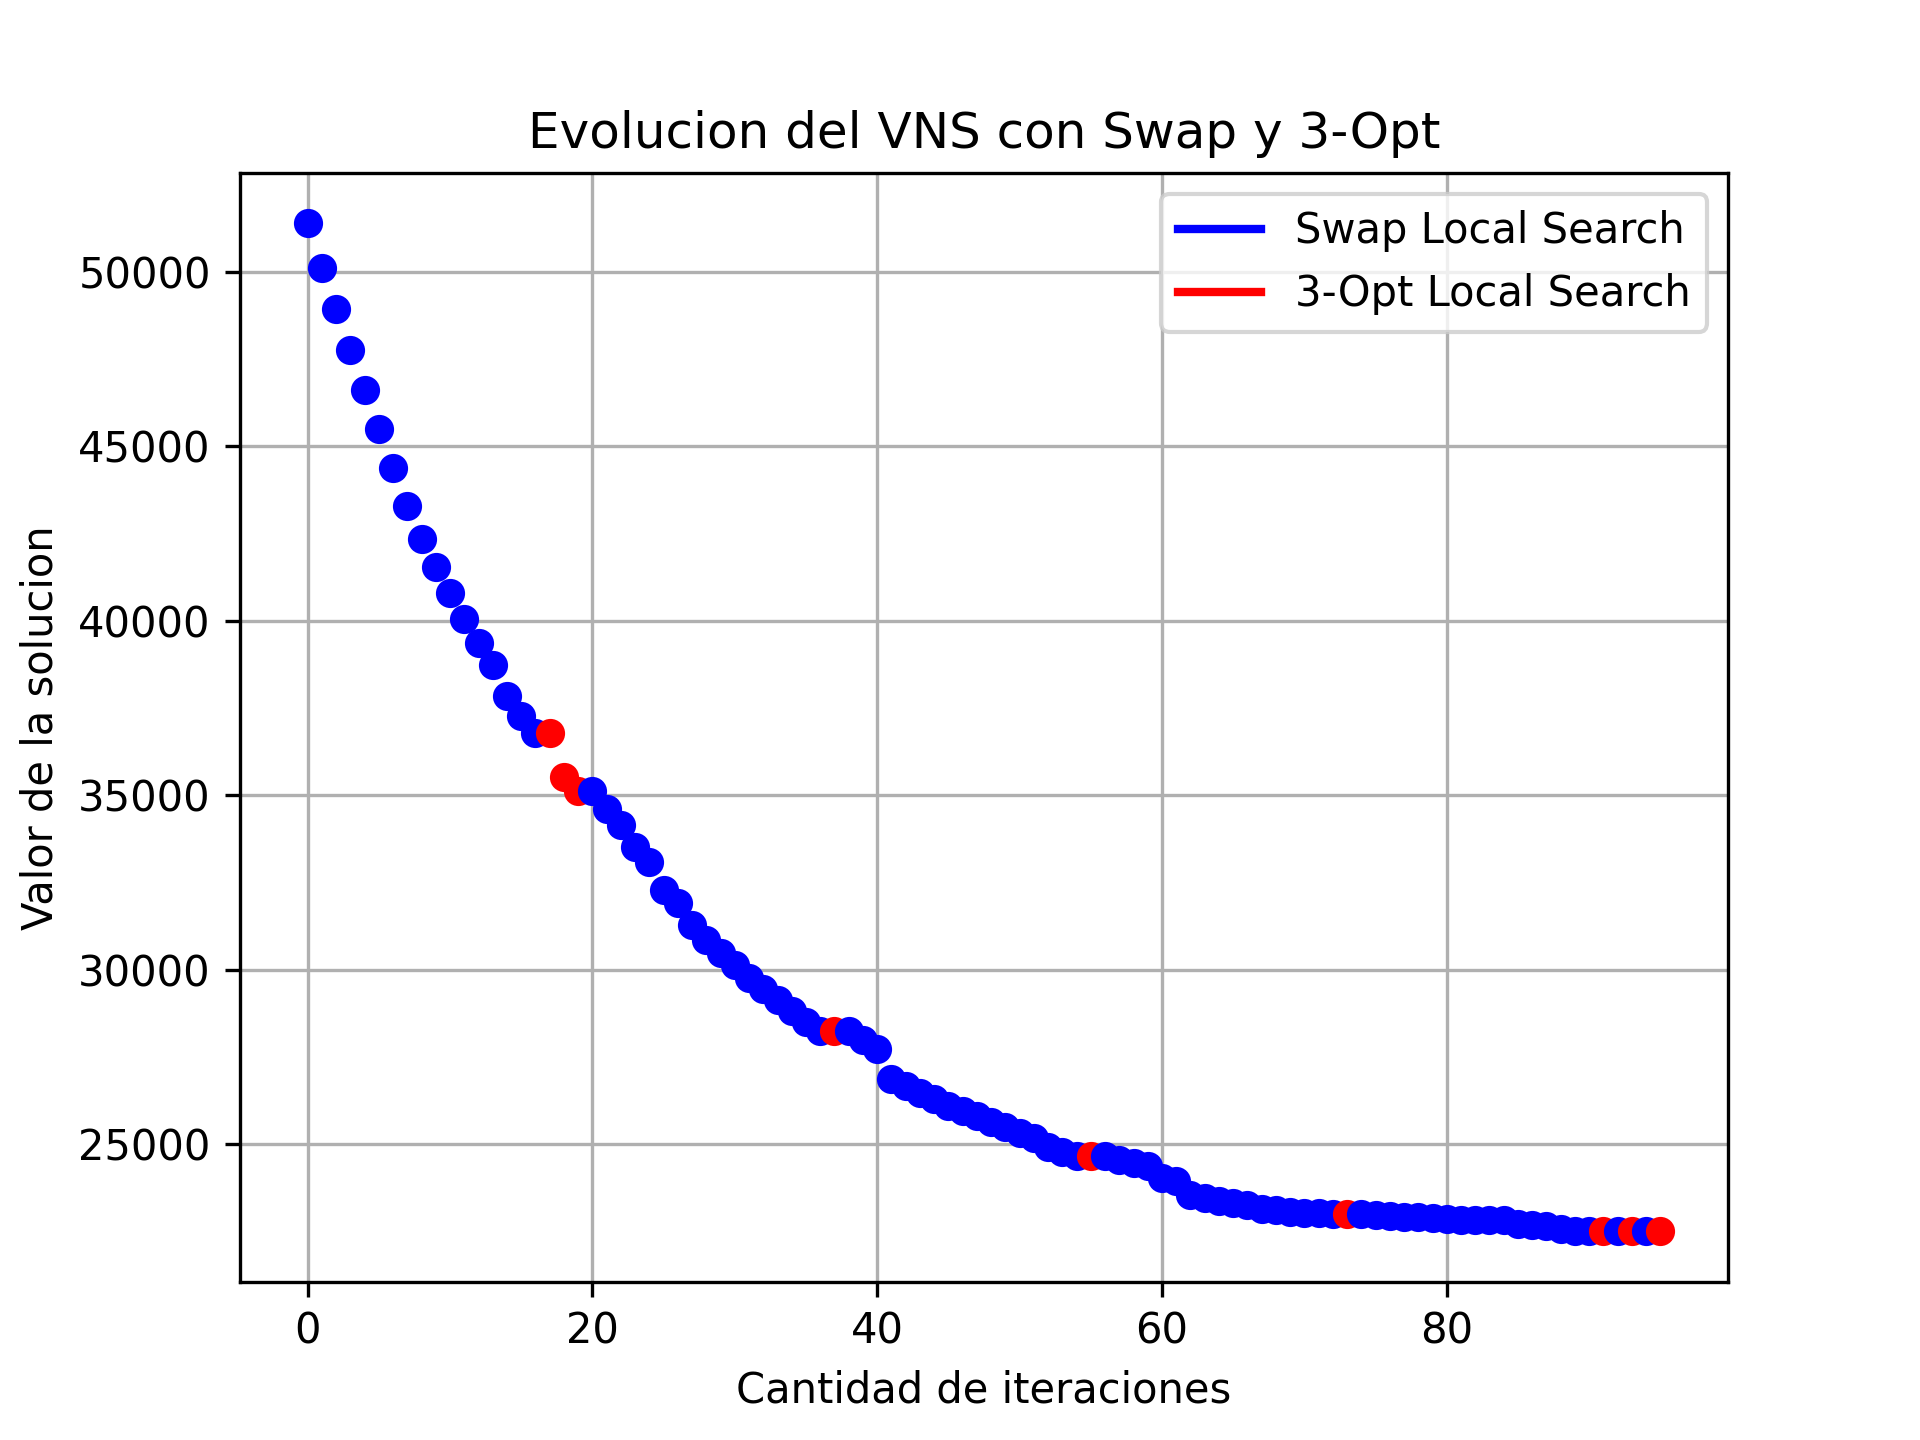 Evolucion del VNS con Swap y 3-Opt
Swap Local Search
3-Opt Local Search
50000
45000
40000
35000
30000
25000
Valor de la solucion
0 20 40 60 80
Cantidad de iteraciones